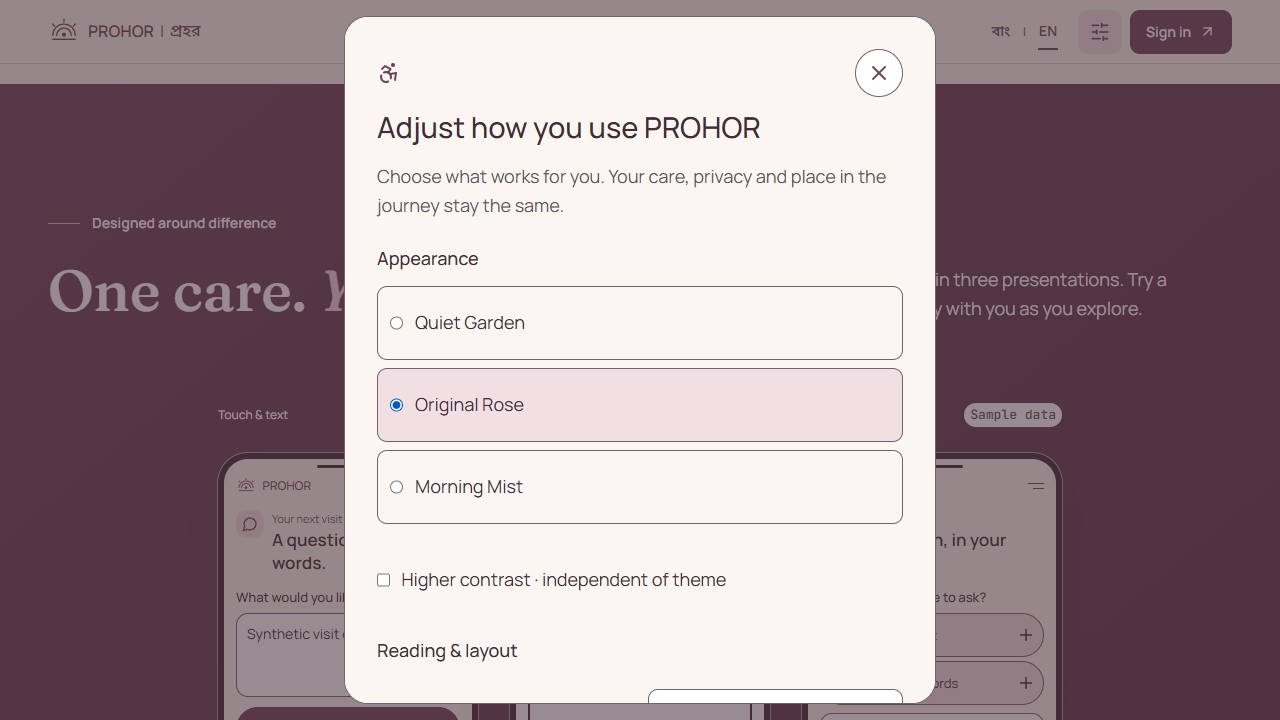 PROHOR | প্রহর
বাং | EN
Sign in
Adjust how you use PROHOR
Choose what works for you. Your care, privacy and place in the
journey stay the same.
Appearance
Quiet Garden
Original Rose
Morning Mist
Higher contrast · independent of theme
Reading & layout
Designed around difference
One care.
in three presentations. Try a
with you as you explore.
Touch & text
Sample data
PROHOR
Your next visit
A questio
words.
What would you li
Synthetic visit
, in your
e to ask?
ords